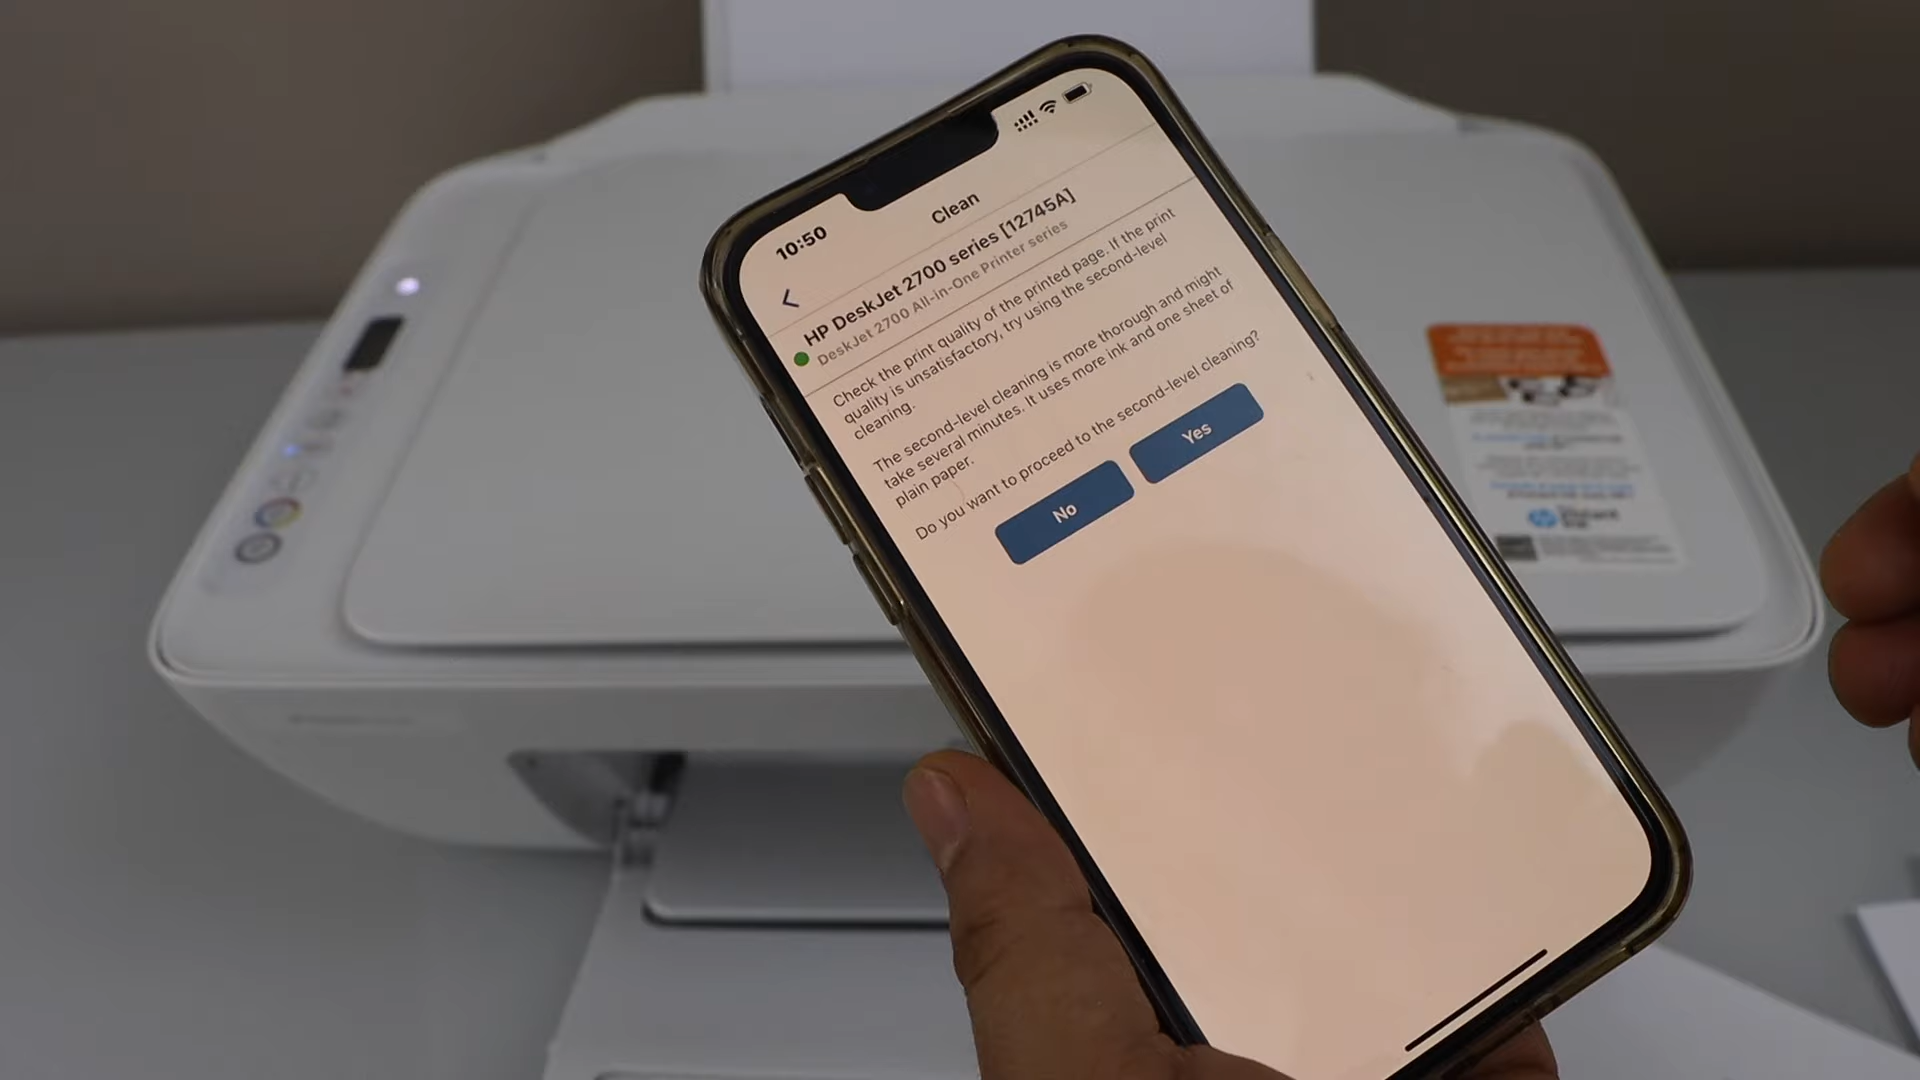 10:50
Clean
HP DeskJet 2700 series [12745A]
DeskJet 2700 All-in-One Printer series
Check the print quality of the printed page. If the print
quality is unsatisfactory, try using the second-level
cleaning.
The second-level cleaning is more thorough and might
take several minutes. It uses more ink and one sheet of
plain paper.
Do you want to proceed to the second-level cleaning?
No
Yes
hp